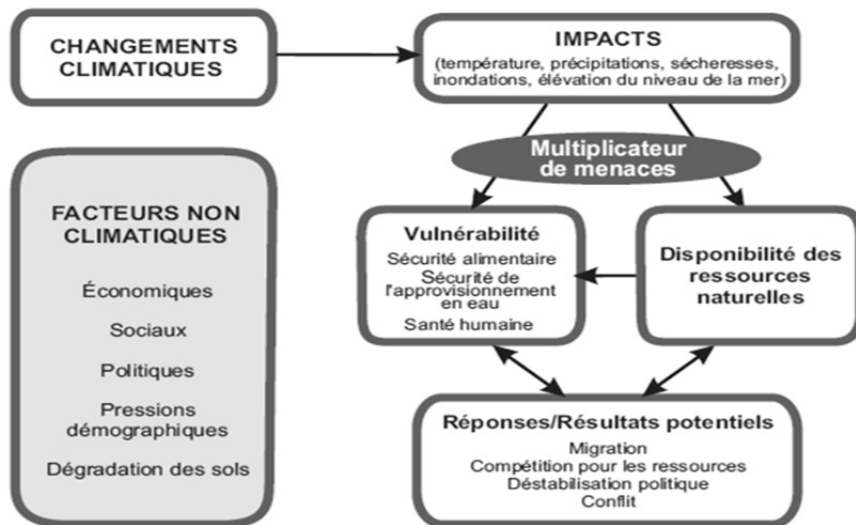 CHANGEMENTS
CLIMATIQUES
IMPACTS
(température, précipitations, sécheresses,
inondations, élévation du niveau de la mer)
Multiplicateur
de menaces
FACTEURS NON
CLIMATIQUES
Économiques
Sociaux
Politiques
Pressions
démographiques
Dégradation des sols
Vulnérabilité
Sécurité alimentaire
Sécurité de
l'approvisionnement
en eau
Santé humaine
Disponibilité des
ressources
naturelles
Réponses/Résultats potentiels
Migration
Compétition pour les ressources
Déstabilisation politique
Conflit